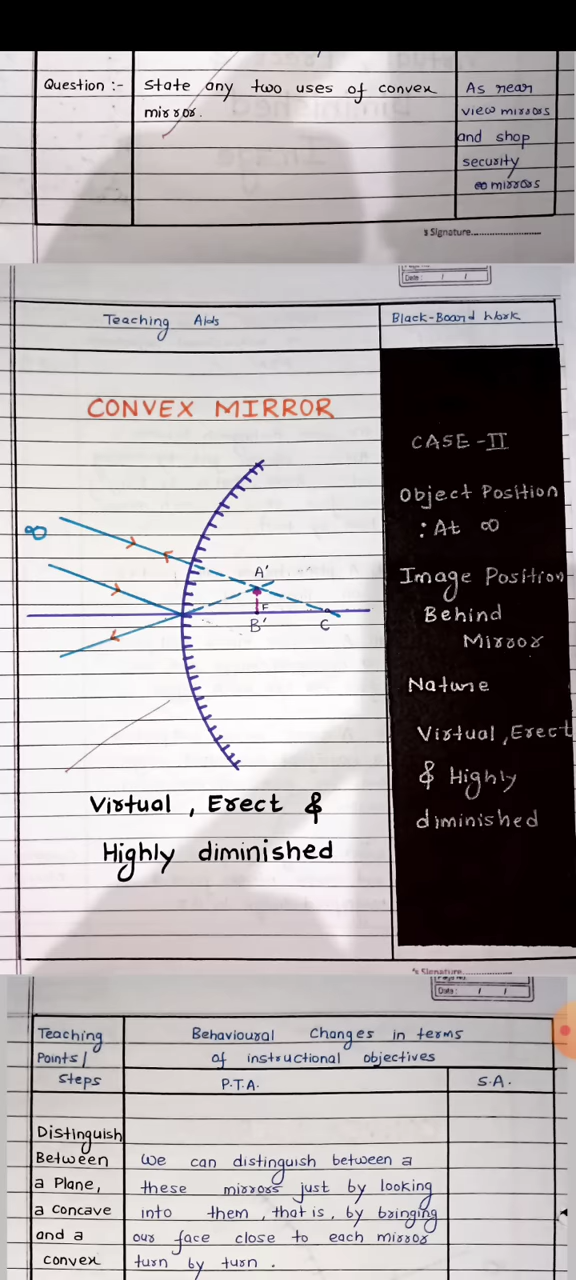 Question :- State any two uses of convex As near
mirror. view mirrors
and shop
security
mirrors
's Signature
Date : / /
Teaching Aids
Black-Board Work
CONVEX MIRROR
CASE -II
Object Position
: At ∞
∞
A'
Image Position
F
B'
C
Behind
Mirror
Nature
Virtual , Erect
& Highly
diminished
Virtual , Erect &
Highly diminished
's Signature
Date : / /
Teaching Behavioural Changes in terms
Points/ of instructional objectives
Steps P.T.A. S.A.
Distinguish
Between we can distinguish between a
a Plane, these mirrors just by looking
a concave into them , that is , by bringing
and a our face close to each mirror
convex turn by turn .